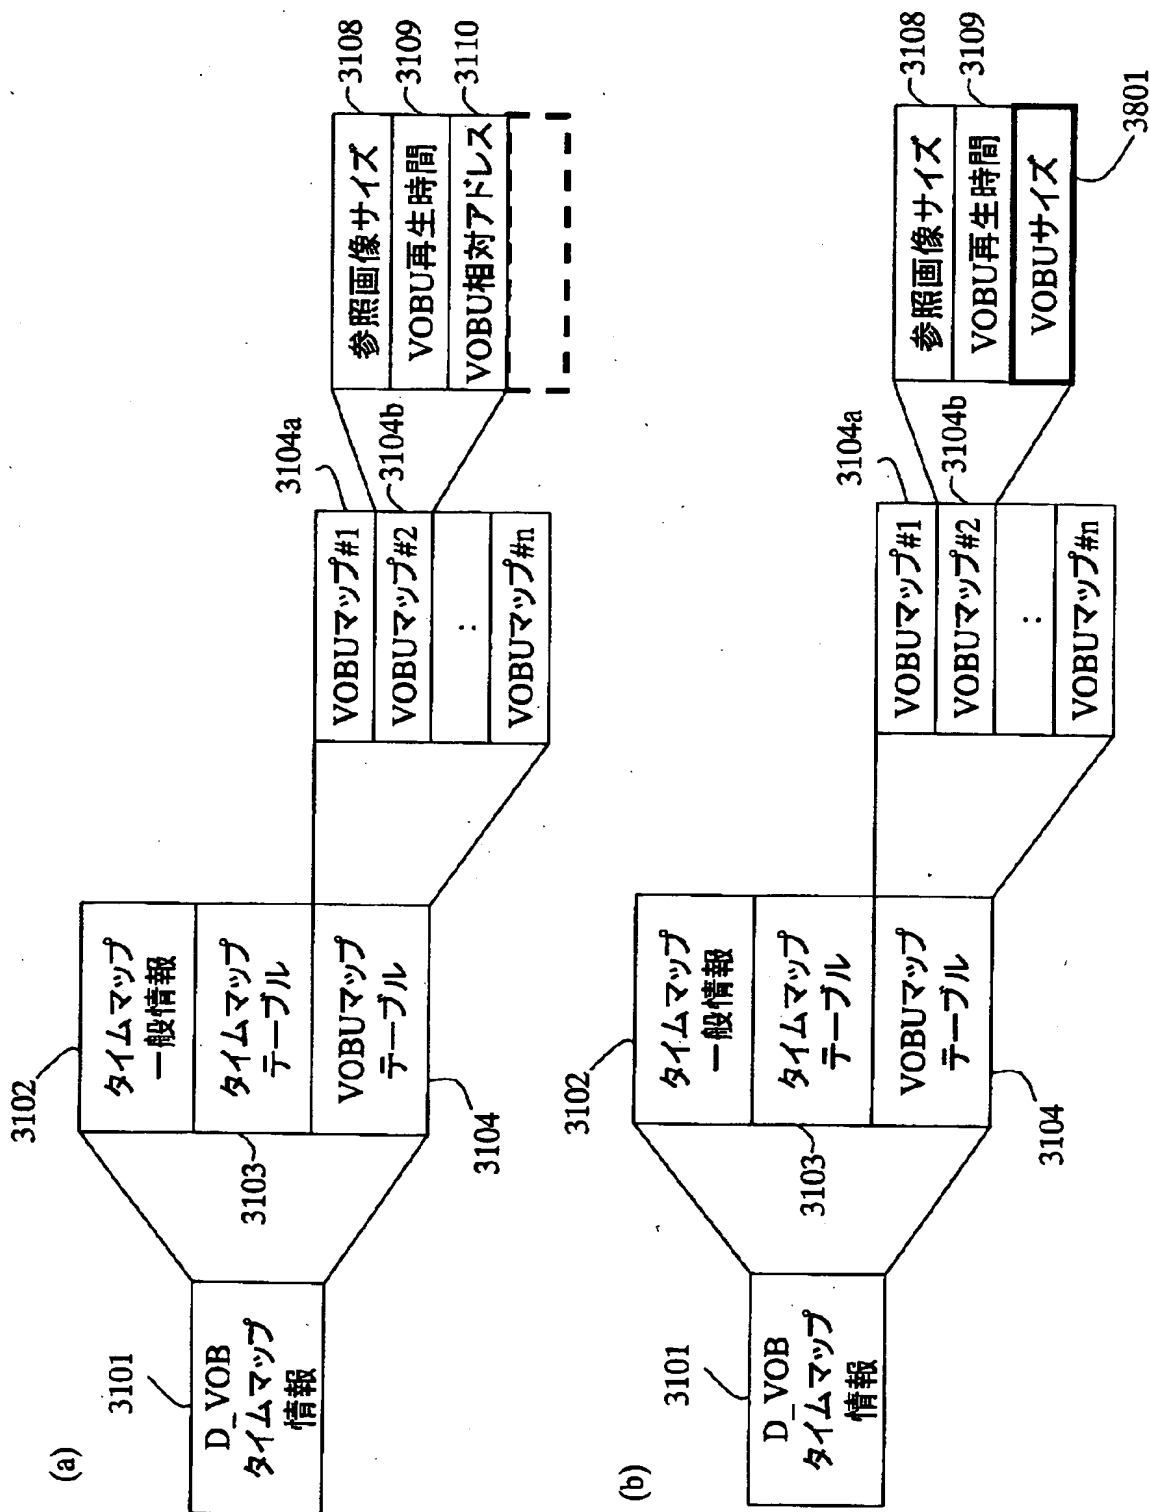 (a)
3101
D_VOB
タイムマップ
情報
3102
タイムマップ
一般情報
3103
タイムマップ
テーブル
VOBUマップ
テーブル
3104
3104a
VOBUマップ#1
VOBUマップ#2
3104b
:
VOBUマップ#n
参照画像サイズ
3108
VOBU再生時間
3109
VOBU相対アドレス
3110
(b)
3101
D_VOB
タイムマップ
情報
3102
タイムマップ
一般情報
3103
タイムマップ
テーブル
VOBUマップ
テーブル
3104
3104a
VOBUマップ#1
VOBUマップ#2
3104b
:
VOBUマップ#n
参照画像サイズ
3108
VOBU再生時間
3109
VOBUサイズ
3801